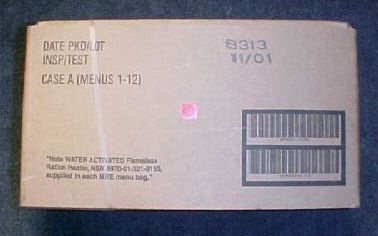 DATE PKD/LOT 8313
INSP/TEST 11/01
CASE A (MENUS 1-12)
"Note WATER ACTIVATED Flameless
Ration Heater, NSN 8970-01-321-9153,
supplied in each MRE menu bag."